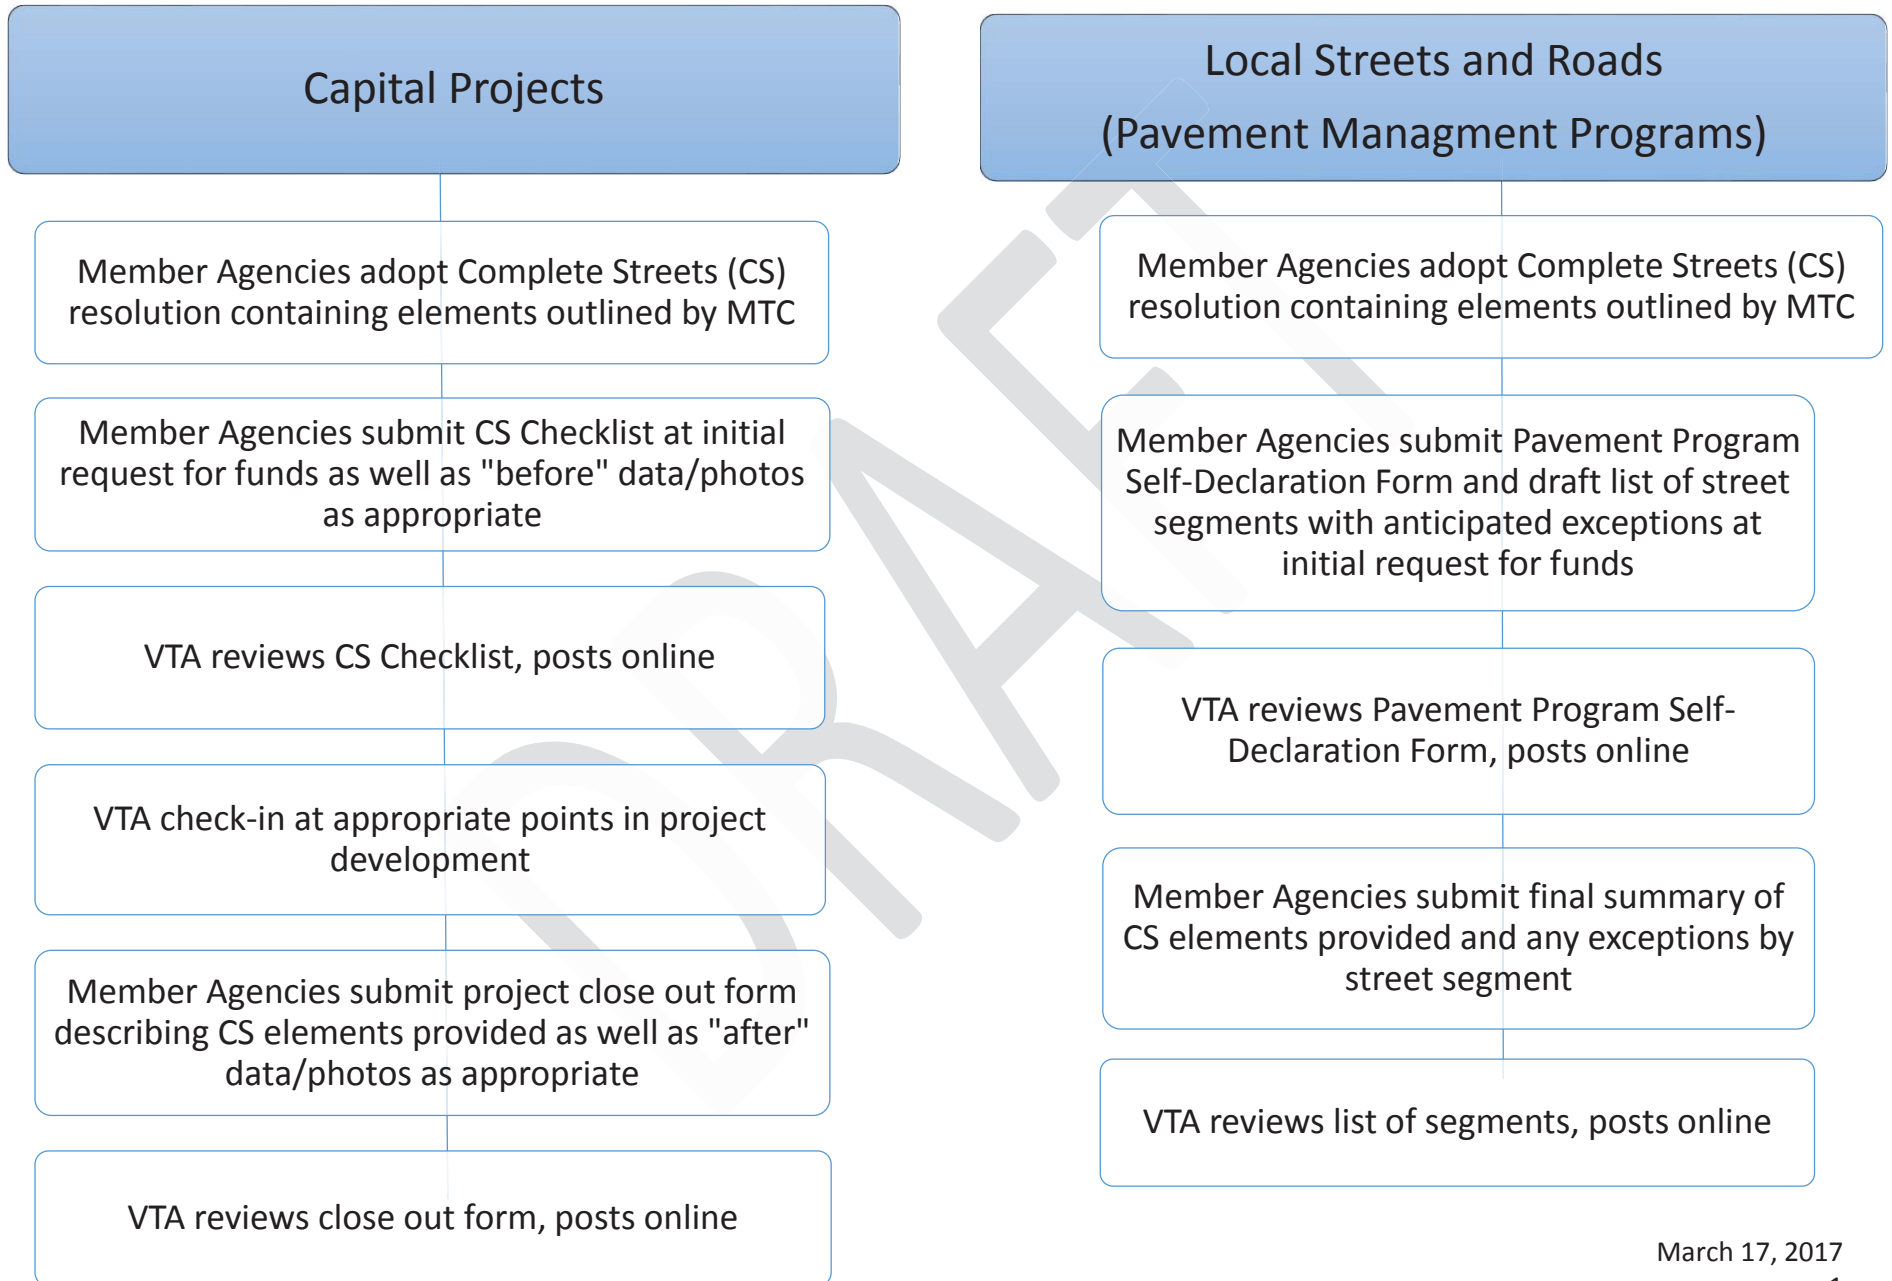 Capital Projects
Member Agencies adopt Complete Streets (CS)
resolution containing elements outlined by MTC
Member Agencies submit CS Checklist at initial
request for funds as well as "before" data/photos
as appropriate
VTA reviews CS Checklist, posts online
VTA check-in at appropriate points in project
development
Member Agencies submit project close out form
describing CS elements provided as well as "after"
data/photos as appropriate
VTA reviews close out form, posts online
Local Streets and Roads
(Pavement Managment Programs)
Member Agencies adopt Complete Streets (CS)
resolution containing elements outlined by MTC
Member Agencies submit Pavement Program
Self-Declaration Form and draft list of street
segments with anticipated exceptions at
initial request for funds
VTA reviews Pavement Program Self-
Declaration Form, posts online
Member Agencies submit final summary of
CS elements provided and any exceptions by
street segment
VTA reviews list of segments, posts online
DRAFT
March 17, 2017
1